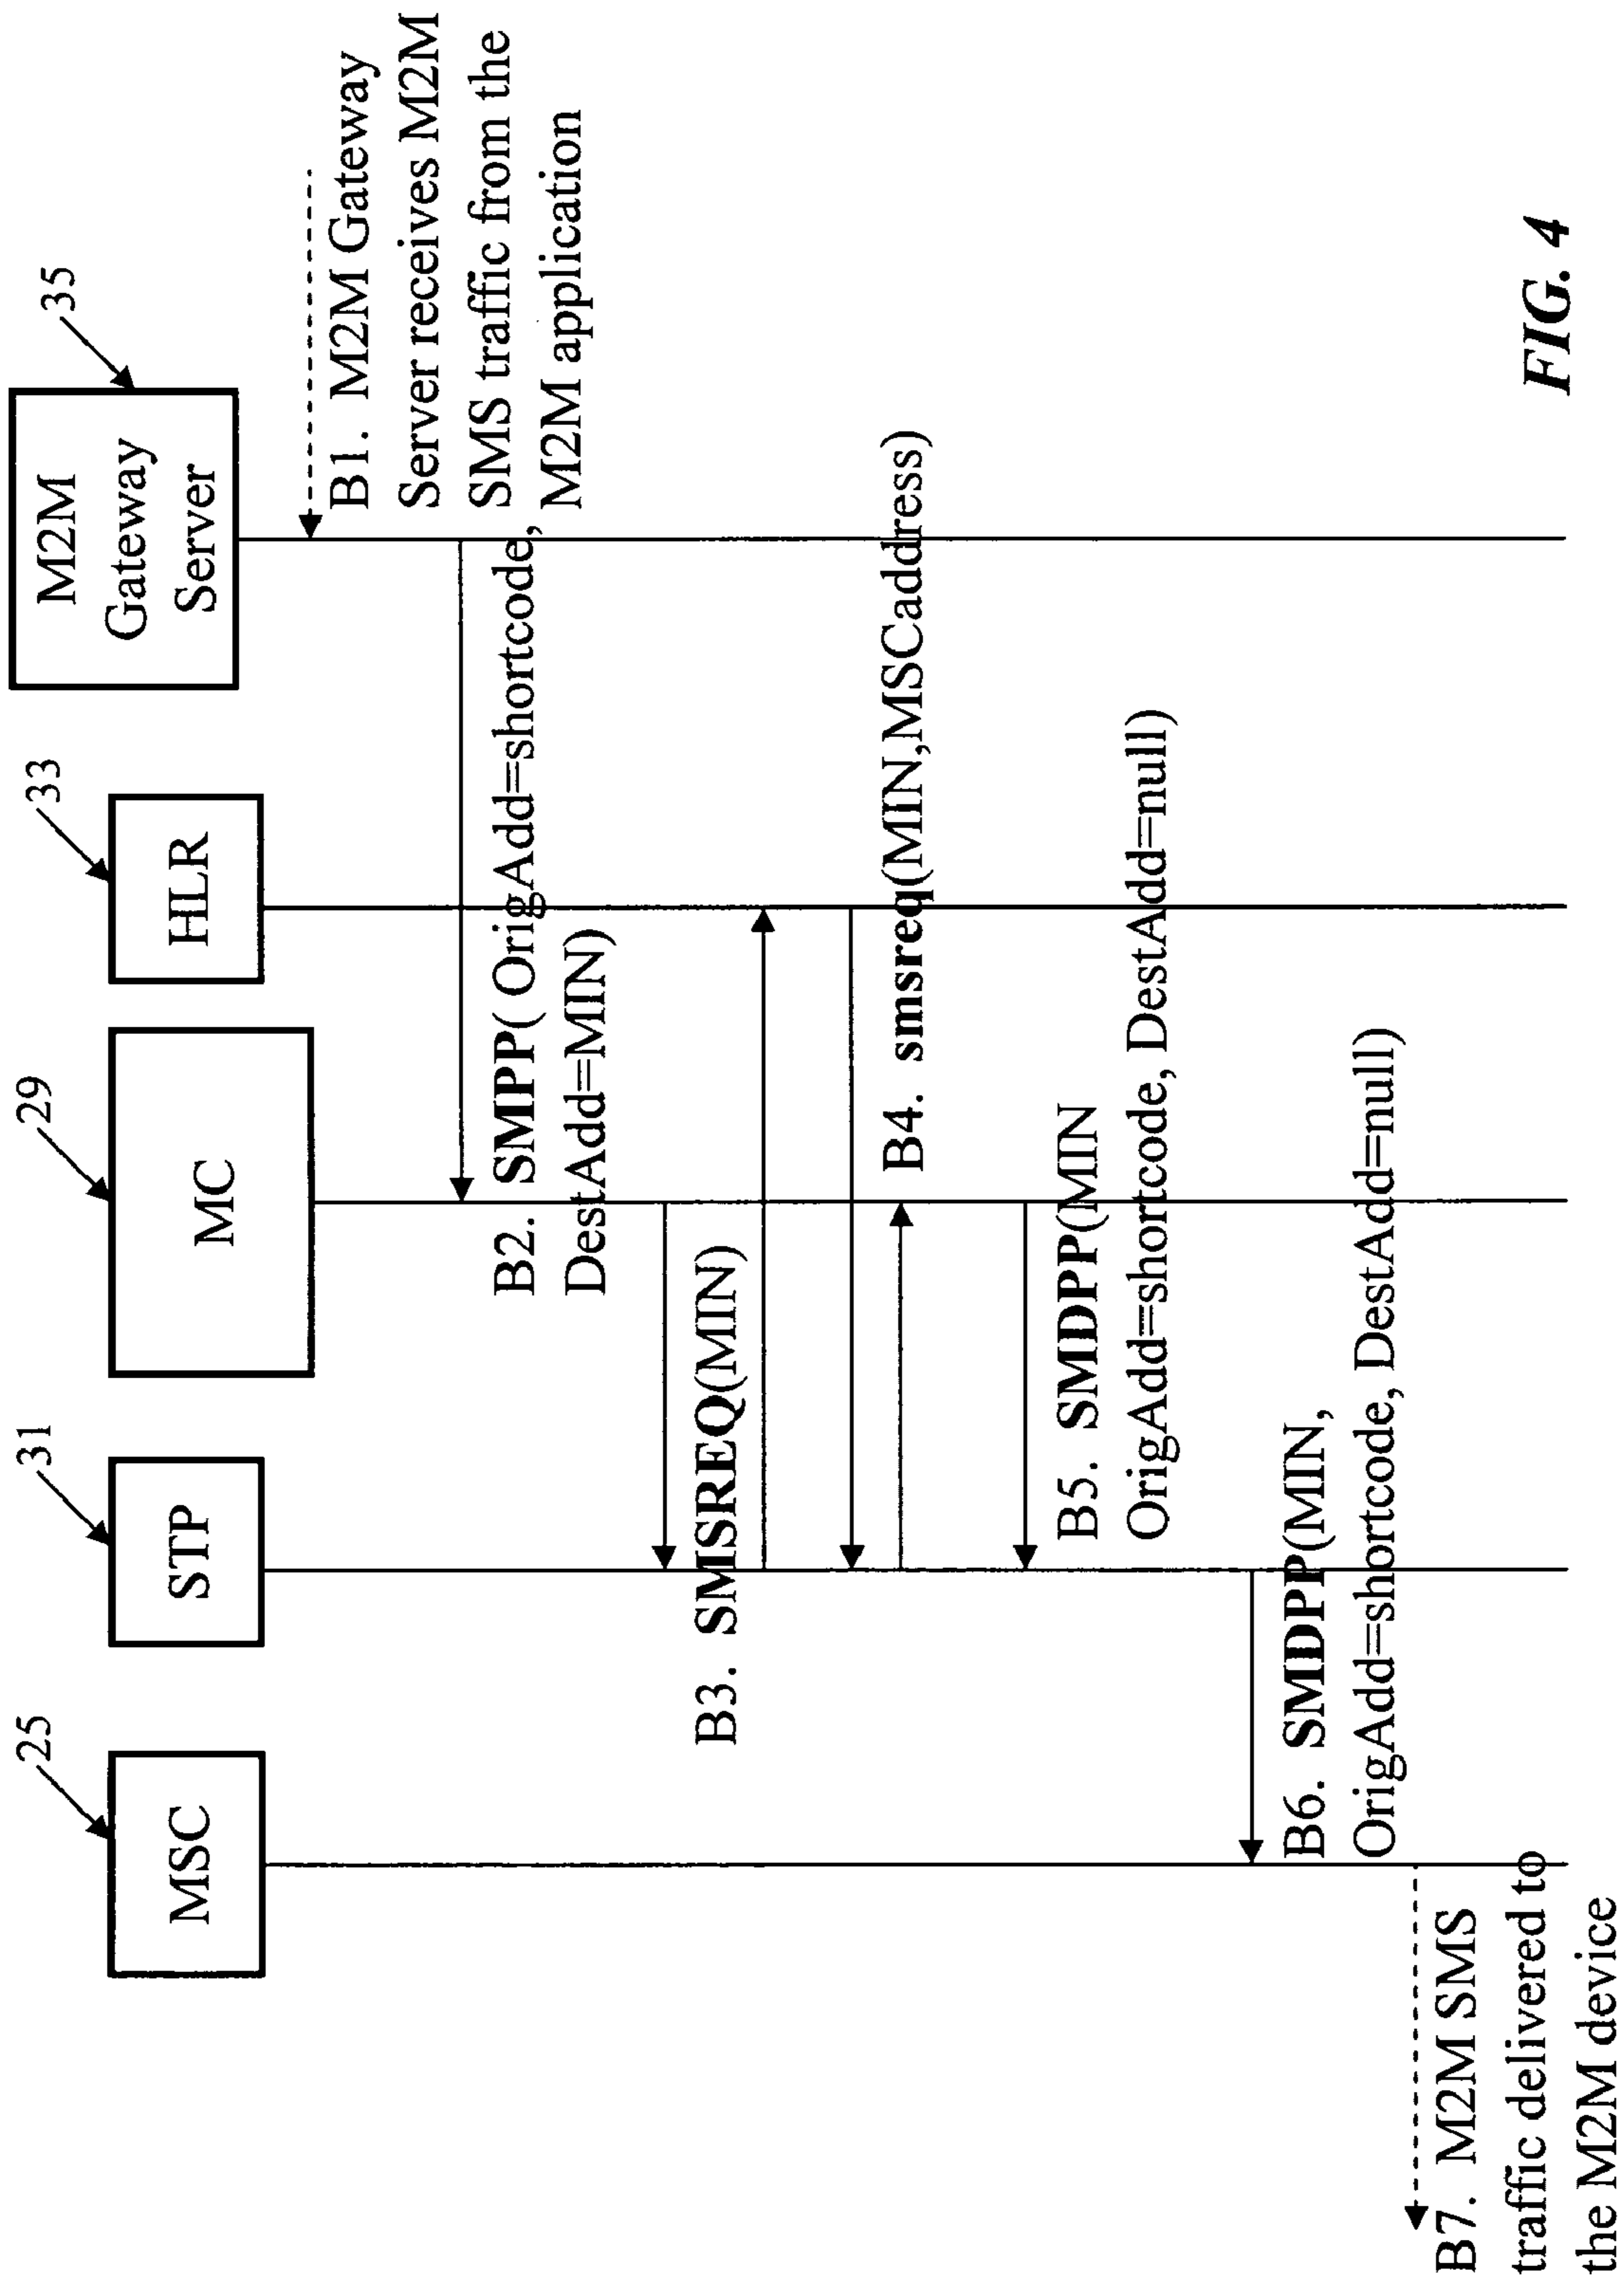 35
M2M
Gateway
Server
33
HLR
29
MC
31
STP
25
MSC
B1. M2M Gateway
Server receives M2M
SMS traffic from the
M2M application
B2. SMPP( OrigAdd=shortcode,
DestAdd=MIN)
B3. SMSREQ(MIN)
B4. smsreq(MIN,MSCaddress)
B5. SMDPP(MIN
OrigAdd=shortcode, DestAdd=null)
B6. SMDPP(MIN,
OrigAdd=shortcode, DestAdd=null)
B7. M2M SMS
traffic delivered to
the M2M device
FIG. 4